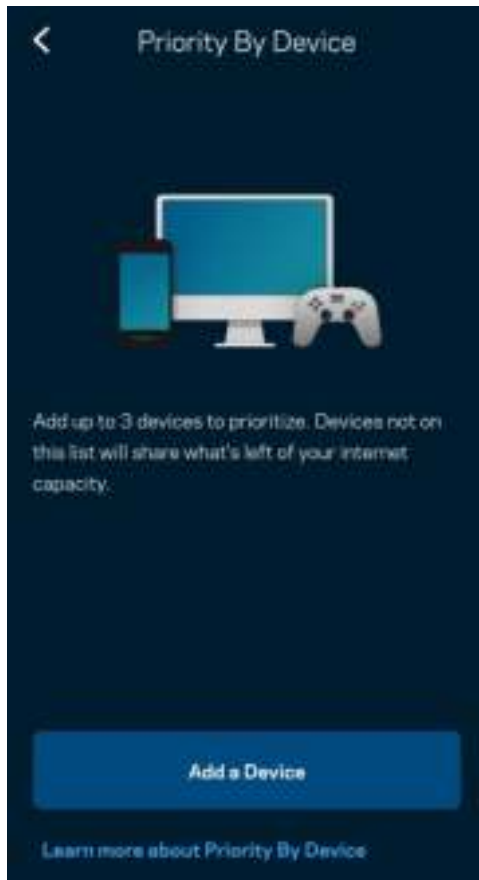 Priority By Device
Add up to 3 devices to prioritize. Devices not on
this list will share what's left of your internet
capacity.
Add a Device
Learn more about Priority By Device